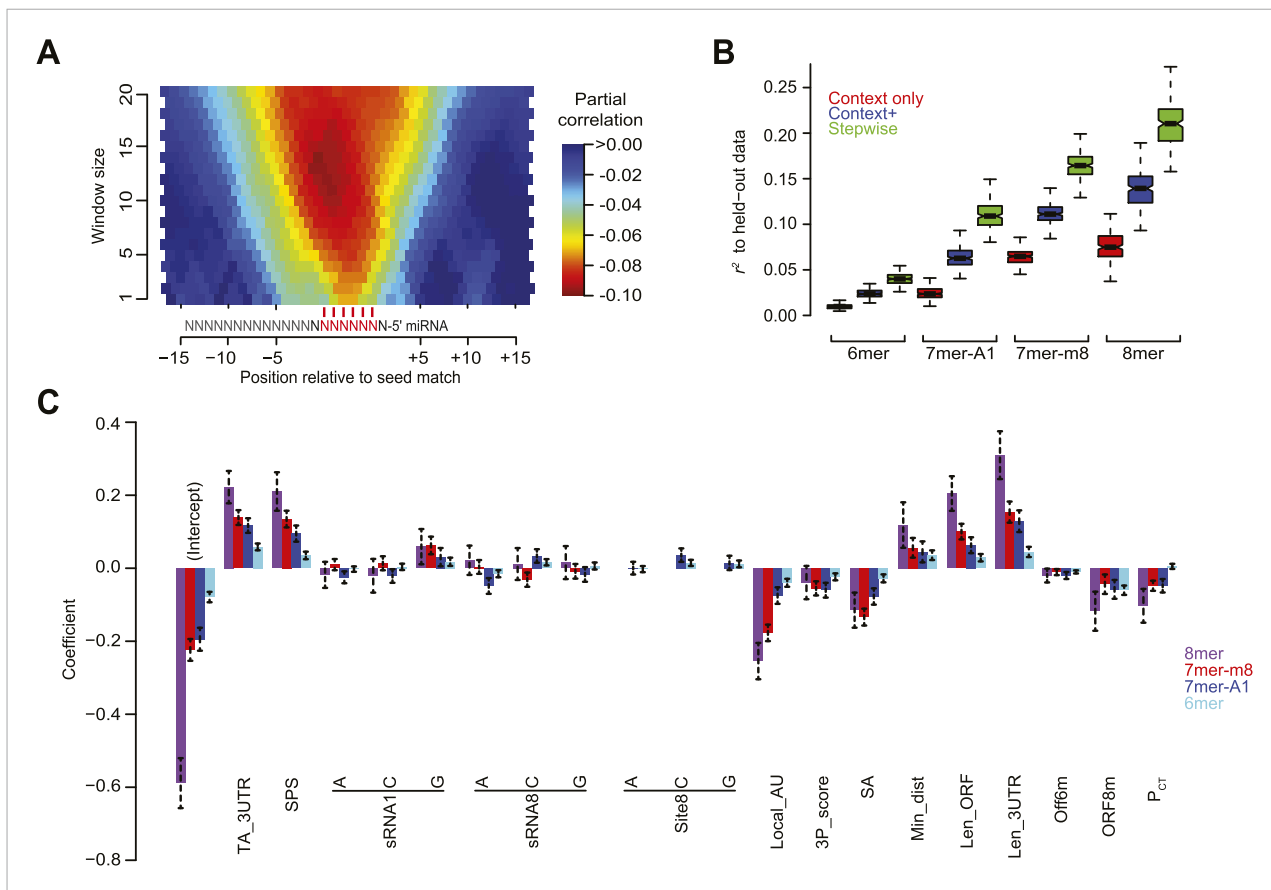 A
20
15
10
5
1
Window size
Partial
correlation
>0.00
-0.02
-0.04
-0.06
-0.08
-0.10
NNNNNNNNNNNNNNNNNNNNN-5' miRNA
−15 −10 −5 +5 +10 +15
Position relative to seed match
B
Context only
Context+
Stepwise
0.25
0.20
0.15
0.10
0.05
0.00
r² to held-out data
6mer 7mer-A1 7mer-m8 8mer
C
0.4
0.2
0.0
−0.2
−0.4
−0.6
−0.8
Coefficient
(Intercept)
TA_3UTR
SPS
A C G
sRNA1
A C G
sRNA8
A C G
Site8
Local_AU
3P_score
SA
Min_dist
Len_ORF
Len_3UTR
Off6m
ORF8m
PCT
8mer
7mer-m8
7mer-A1
6mer